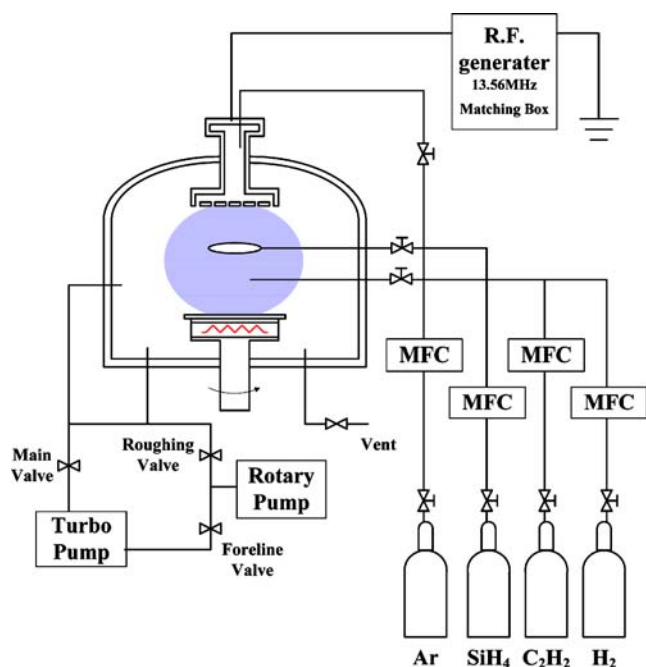 R.F.
generater
13.56MHz
Matching Box
MFC
MFC
MFC
MFC
Main
Valve
Roughing
Valve
Vent
Rotary
Pump
Turbo
Pump
Foreline
Valve
Ar
SiH4
C2H2
H2